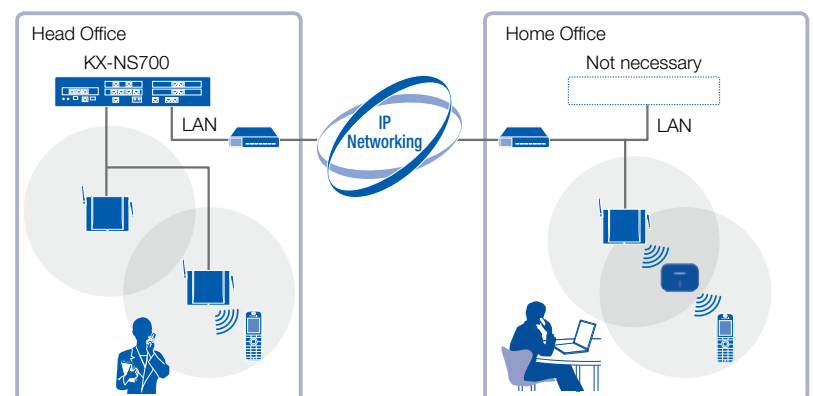 Head Office
KX-NS700
LAN
IP
Networking
Home Office
Not necessary
LAN